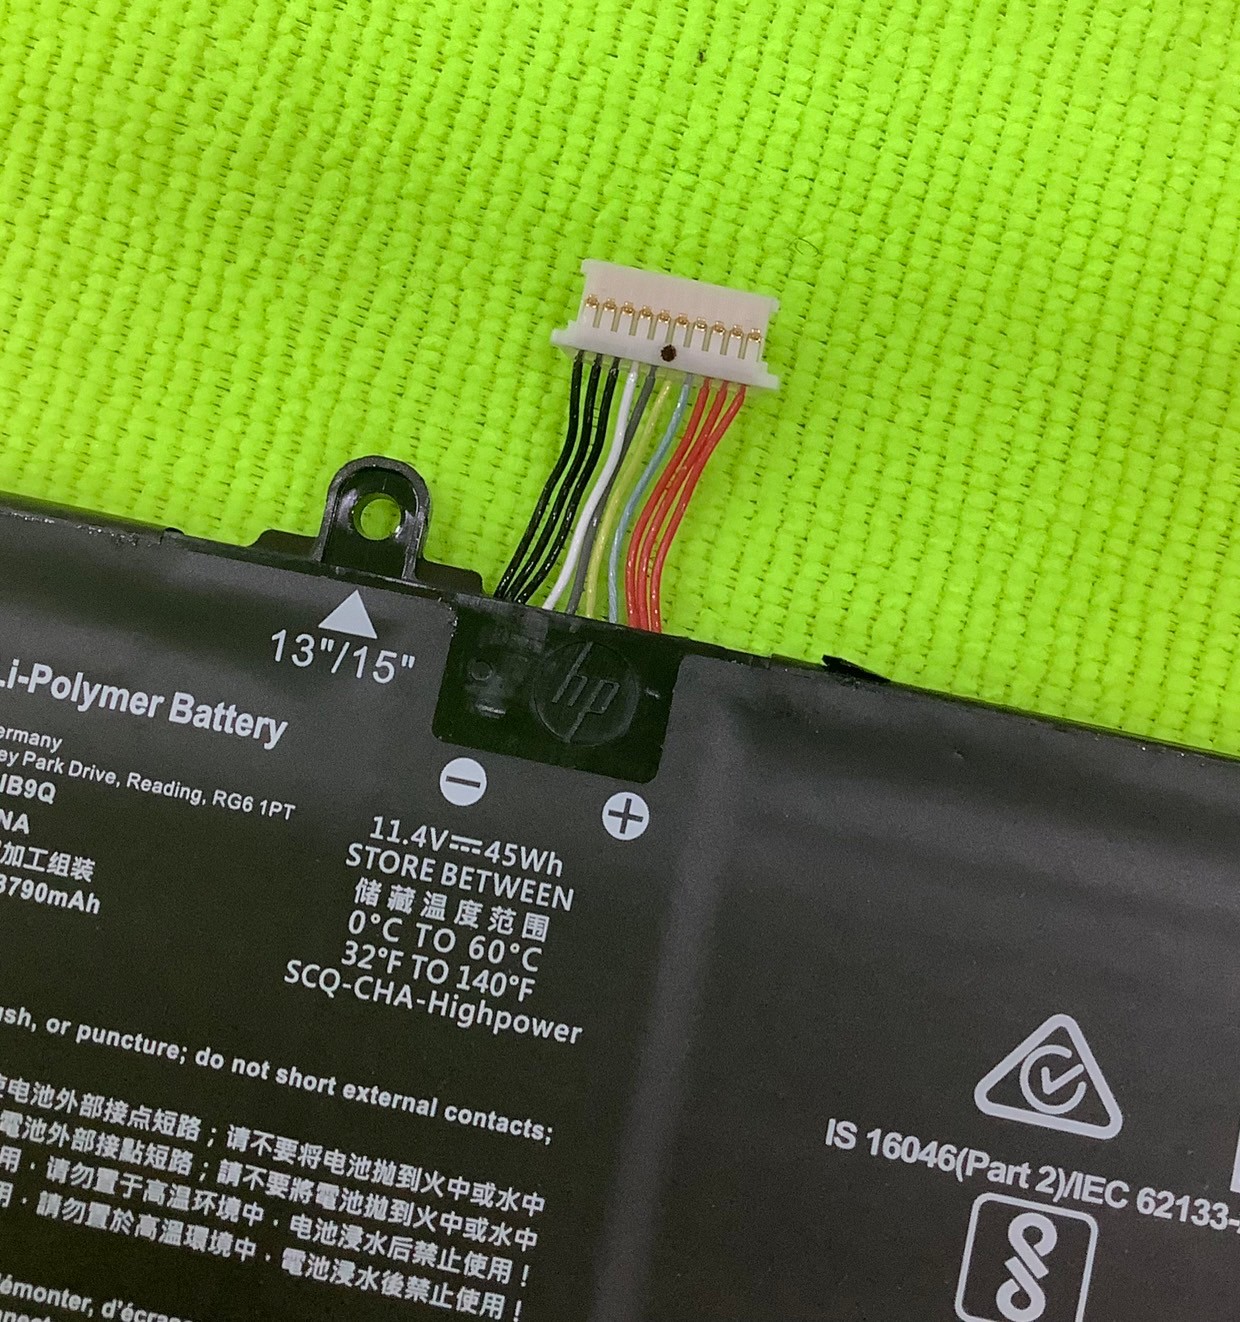 13"/15"
Li-Polymer Battery
ermany
ey Park Drive, Reading, RG6 1PT
IB9Q
NA
加工组装
3790mAh
hp
11.4V⎓45Wh
STORE BETWEEN
储藏温度范围
0°C TO 60°C
32°F TO 140°F
SCQ-CHA-Highpower
ush, or puncture; do not short external contacts;
电池外部接点短路；请不要将电池抛到火中或水中
電池外部接點短路；請不要將電池拋到火中或水中
用．请勿置于高温环境中．电池浸水后禁止使用！
用．請勿置於高溫環境中．電池浸水後禁止使用！
démonter, d'écras
IS 16046(Part 2)/IEC 62133-